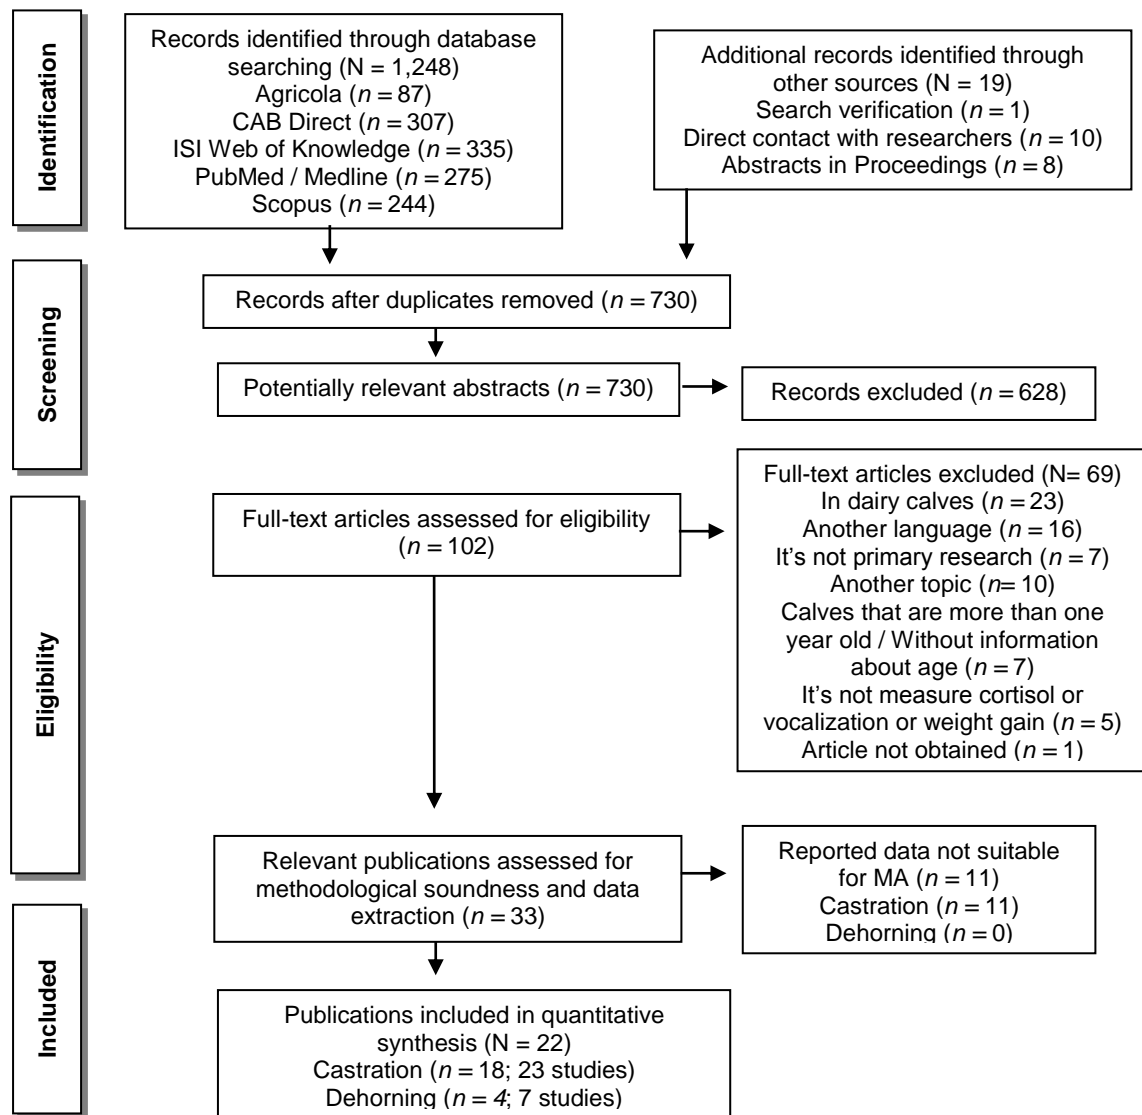 Identification
Records identified through database
searching (N = 1,248)
Agricola (n = 87)
CAB Direct (n = 307)
ISI Web of Knowledge (n = 335)
PubMed / Medline (n = 275)
Scopus (n = 244)
Additional records identified through
other sources (N = 19)
Search verification (n = 1)
Direct contact with researchers (n = 10)
Abstracts in Proceedings (n = 8)
Screening
Records after duplicates removed (n = 730)
Potentially relevant abstracts (n = 730)
Records excluded (n = 628)
Eligibility
Full-text articles assessed for eligibility
(n = 102)
Full-text articles excluded (N= 69)
In dairy calves (n = 23)
Another language (n = 16)
It's not primary research (n = 7)
Another topic (n= 10)
Calves that are more than one
year old / Without information
about age (n = 7)
It's not measure cortisol or
vocalization or weight gain (n = 5)
Article not obtained (n = 1)
Relevant publications assessed for
methodological soundness and data
extraction (n = 33)
Reported data not suitable
for MA (n = 11)
Castration (n = 11)
Dehorning (n = 0)
Included
Publications included in quantitative
synthesis (N = 22)
Castration (n = 18; 23 studies)
Dehorning (n = 4; 7 studies)